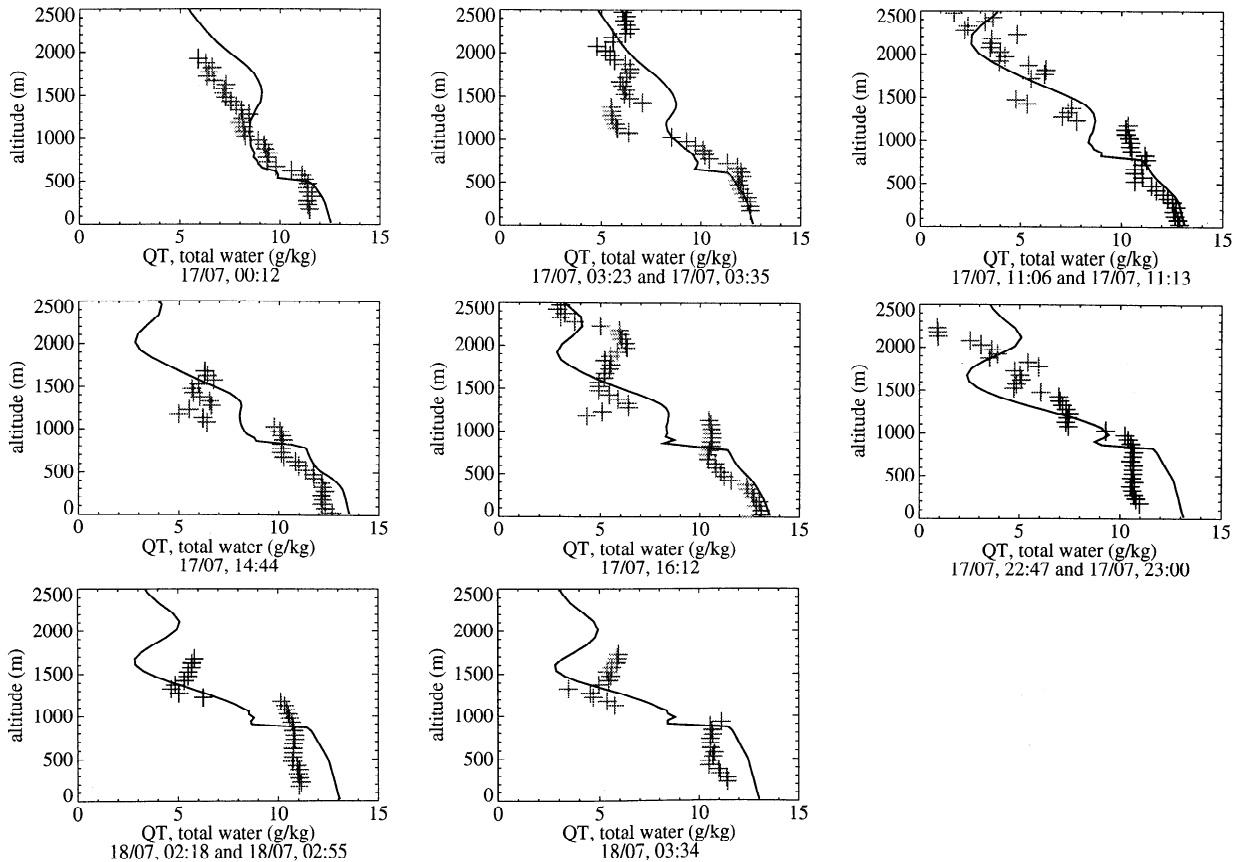 2500
2000
1500
1000
500
0
altitude (m)
0 5 10 15
QT, total water (g/kg)
17/07, 00:12
2500
2000
1500
1000
500
0
altitude (m)
0 5 10 15
QT, total water (g/kg)
17/07, 03:23 and 17/07, 03:35
2500
2000
1500
1000
500
0
altitude (m)
0 5 10 15
QT, total water (g/kg)
17/07, 11:06 and 17/07, 11:13
2500
2000
1500
1000
500
0
altitude (m)
0 5 10 15
QT, total water (g/kg)
17/07, 14:44
2500
2000
1500
1000
500
0
altitude (m)
0 5 10 15
QT, total water (g/kg)
17/07, 16:12
2500
2000
1500
1000
500
0
altitude (m)
0 5 10 15
QT, total water (g/kg)
17/07, 22:47 and 17/07, 23:00
2500
2000
1500
1000
500
0
altitude (m)
0 5 10 15
QT, total water (g/kg)
18/07, 02:18 and 18/07, 02:55
2500
2000
1500
1000
500
0
altitude (m)
0 5 10 15
QT, total water (g/kg)
18/07, 03:34